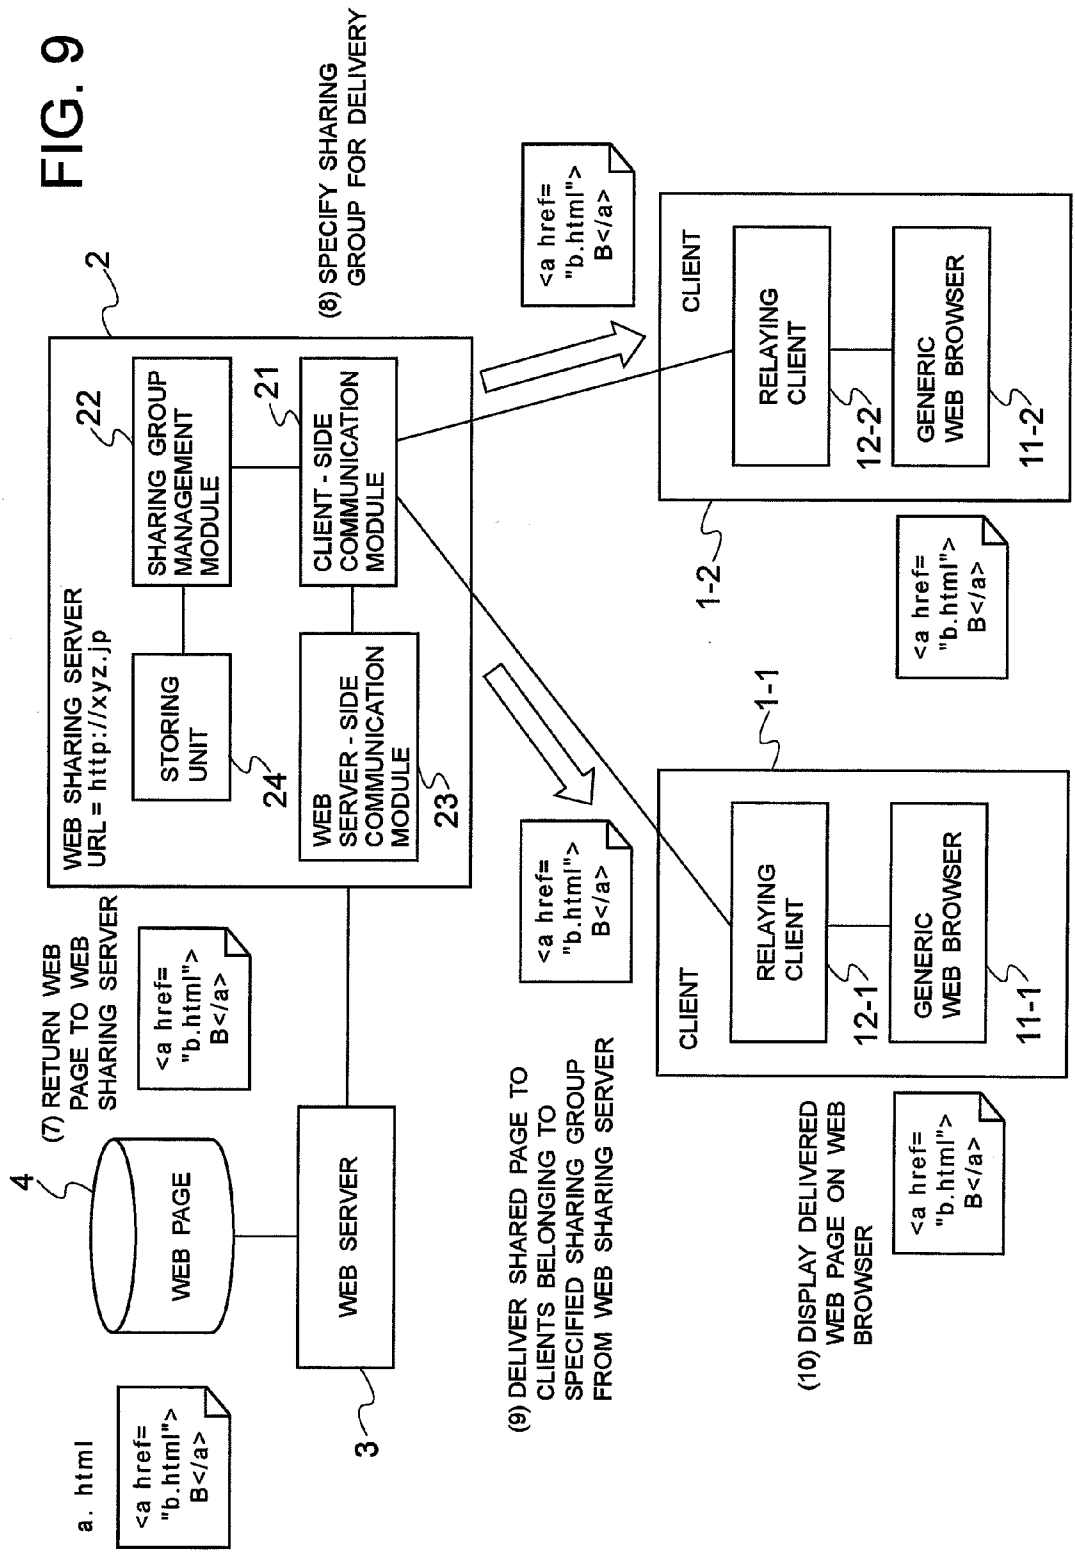 FIG. 9
a. html
<a href=
"b.html">
B</a>
4
WEB PAGE
WEB SERVER
3
(7) RETURN WEB
PAGE TO WEB
SHARING SERVER
<a href=
"b.html">
B</a>
2
WEB SHARING SERVER
URL = http://xyz.jp
STORING
UNIT
24
22
SHARING GROUP
MANAGEMENT
MODULE
WEB
SERVER - SIDE
COMMUNICATION
MODULE
23
21
CLIENT - SIDE
COMMUNICATION
MODULE
(8) SPECIFY SHARING
GROUP FOR DELIVERY
(9) DELIVER SHARED PAGE TO
CLIENTS BELONGING TO
SPECIFIED SHARING GROUP
FROM WEB SHARING SERVER
<a href=
"b.html">
B</a>
<a href=
"b.html">
B</a>
1-1
CLIENT
RELAYING
CLIENT
12-1
GENERIC
WEB BROWSER
11-1
1-2
CLIENT
RELAYING
CLIENT
12-2
GENERIC
WEB BROWSER
11-2
(10) DISPLAY DELIVERED
WEB PAGE ON WEB
BROWSER
<a href=
"b.html">
B</a>
<a href=
"b.html">
B</a>